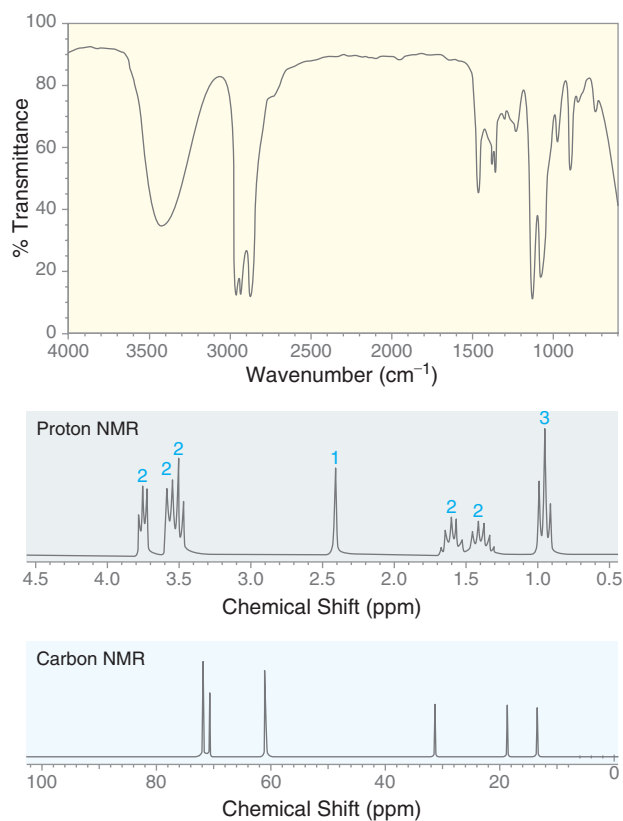 100
80
60
40
20
0
% Transmittance
4000 3500 3000 2500 2000 1500 1000
Wavenumber (cm⁻¹)
Proton NMR
2 2 2 1 2 2 3
4.5 4.0 3.5 3.0 2.5 2.0 1.5 1.0 0.5
Chemical Shift (ppm)
Carbon NMR
100 80 60 40 20 0
Chemical Shift (ppm)